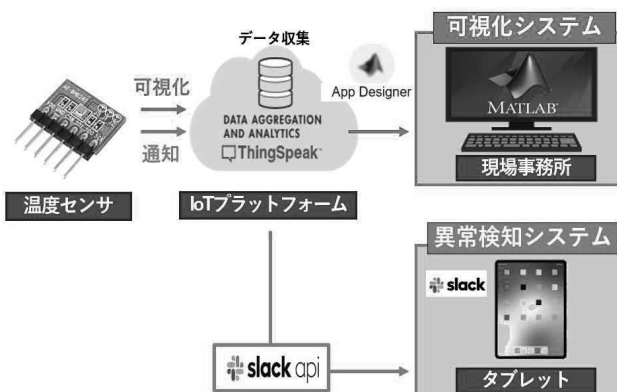 データ収集
可視化システム
可視化
通知
App Designer
MATLAB
DATA AGGREGATION
AND ANALYTICS
ThingSpeak™
現場事務所
温度センサ
IoTプラットフォーム
異常検知システム
slack
slack api
タブレット